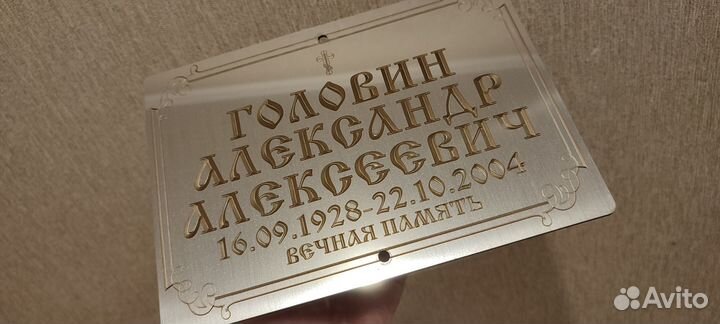 ГОЛОВИН
АЛЕКСАНДР
АЛЕКСЕЕВИЧ
16.09.1928-22.10.2004
ВЕЧНАЯ ПАМЯТЬ
Avito